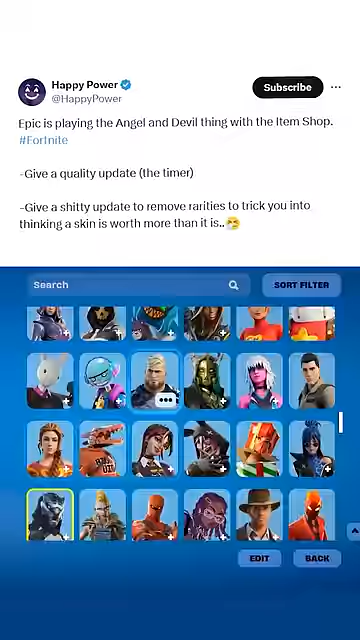 Happy Power
@HappyPower
Subscribe
Epic is playing the Angel and Devil thing with the Item Shop.
#Fortnite
-Give a quality update (the timer)
-Give a shitty update to remove rarities to trick you into
thinking a skin is worth more than it is..
Search
SORT FILTER
EDIT
BACK